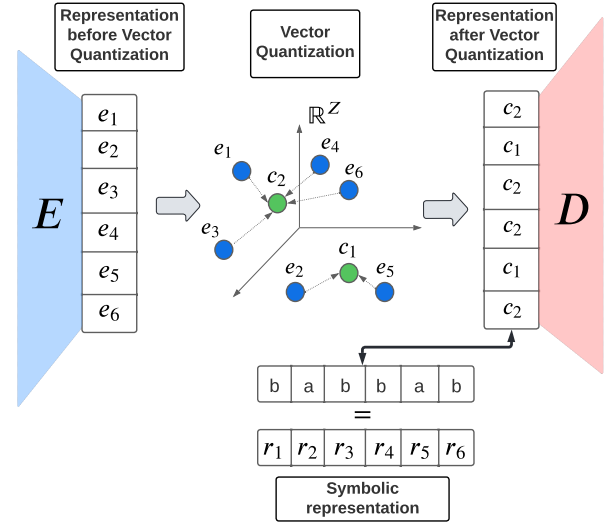 Representation
before Vector
Quantization
Vector
Quantization
Representation
after Vector
Quantization
E
e₁
e₂
e₃
e₄
e₅
e₆
ℝᶻ
e₁
e₄
c₂
e₆
e₃
c₁
e₂
e₅
c₂
c₁
c₂
c₂
c₁
c₂
D
b a b b a b
=
r₁ r₂ r₃ r₄ r₅ r₆
Symbolic
representation